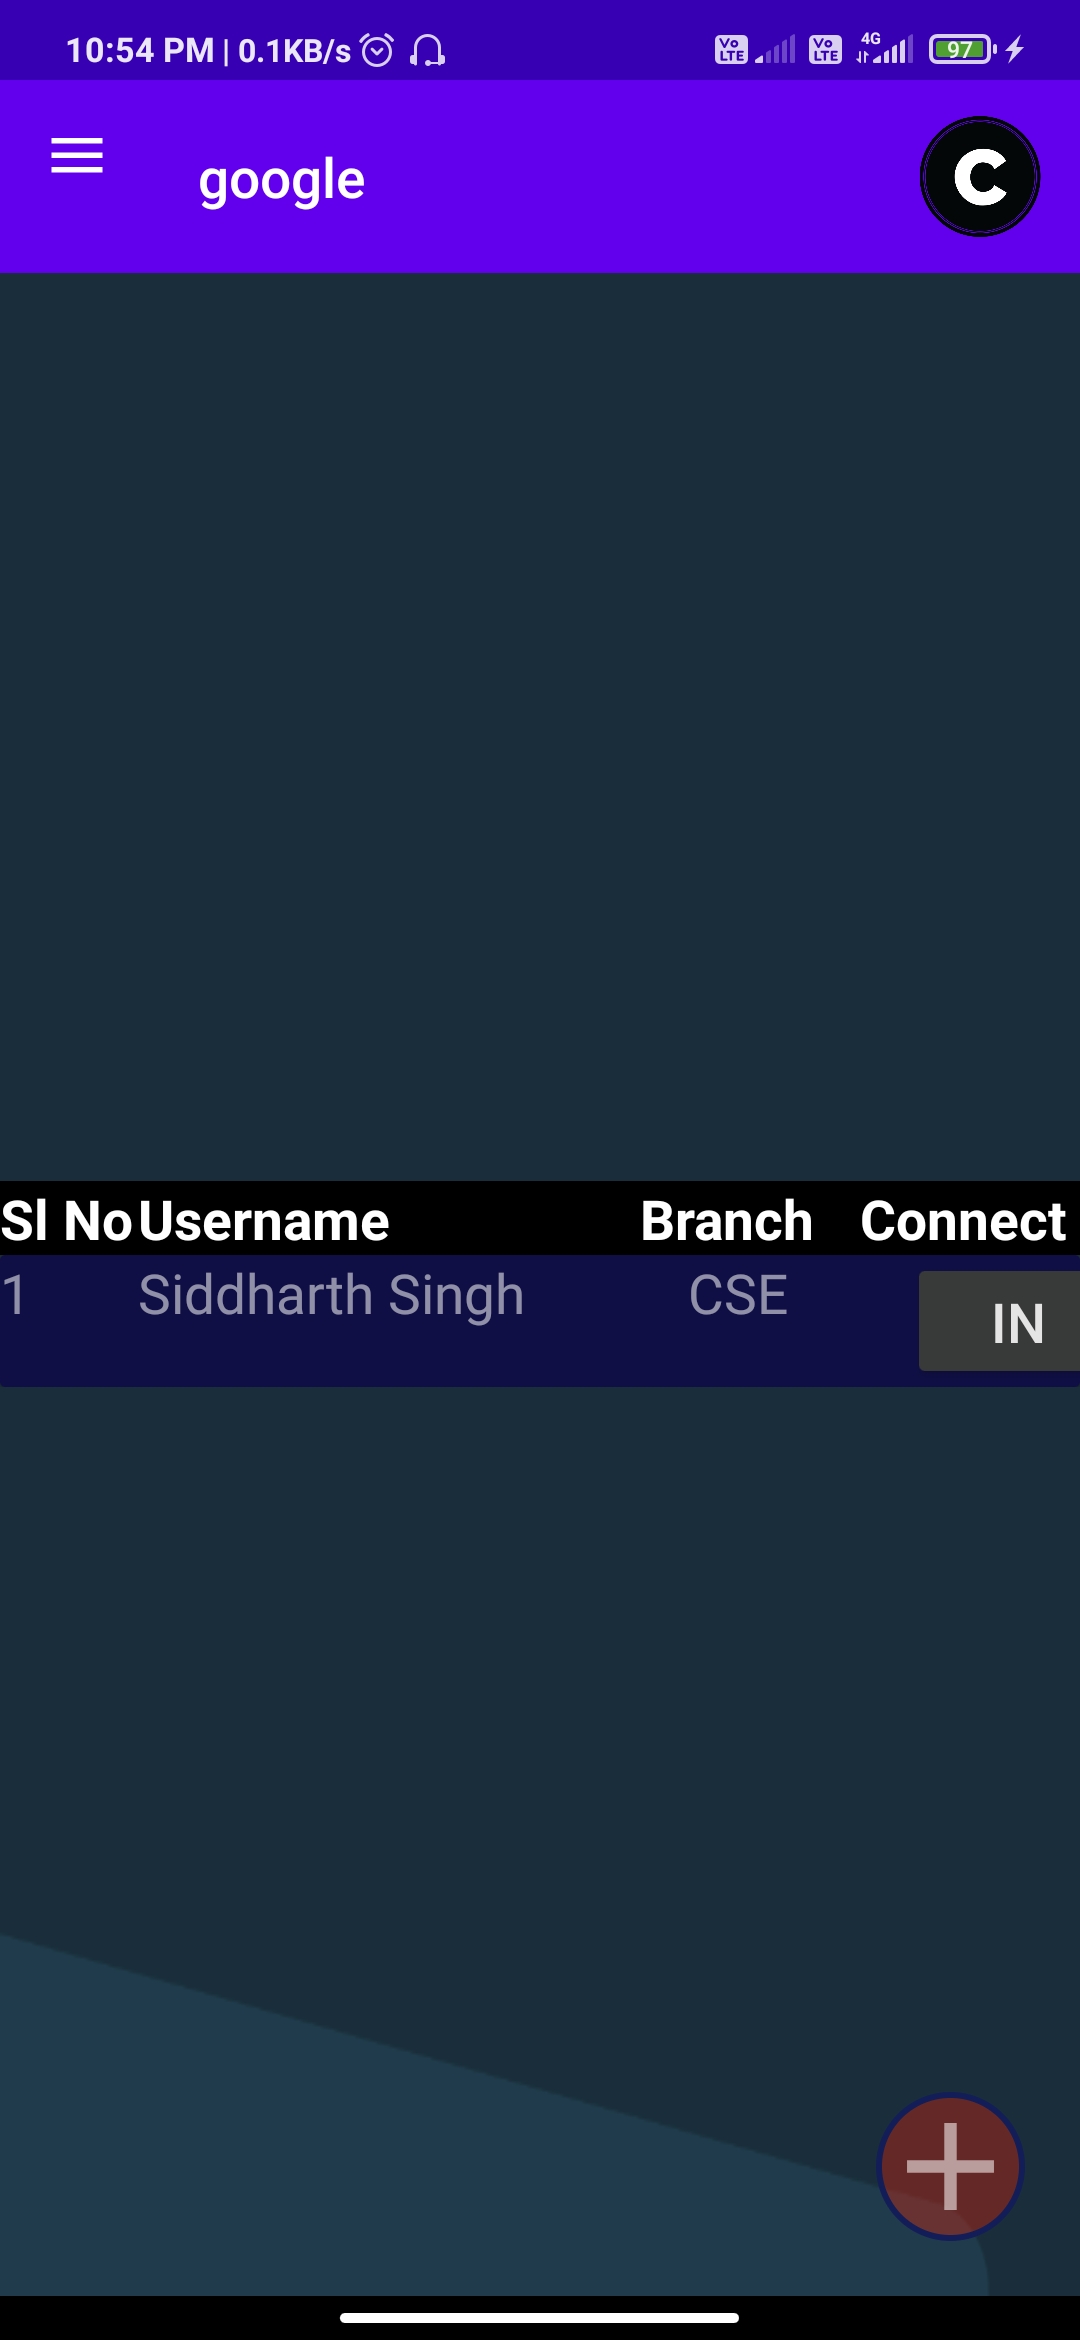 10:54 PM | 0.1KB/s Vo LTE Vo LTE 4G 97
google C
Sl No Username Branch Connect
1 Siddharth Singh CSE IN